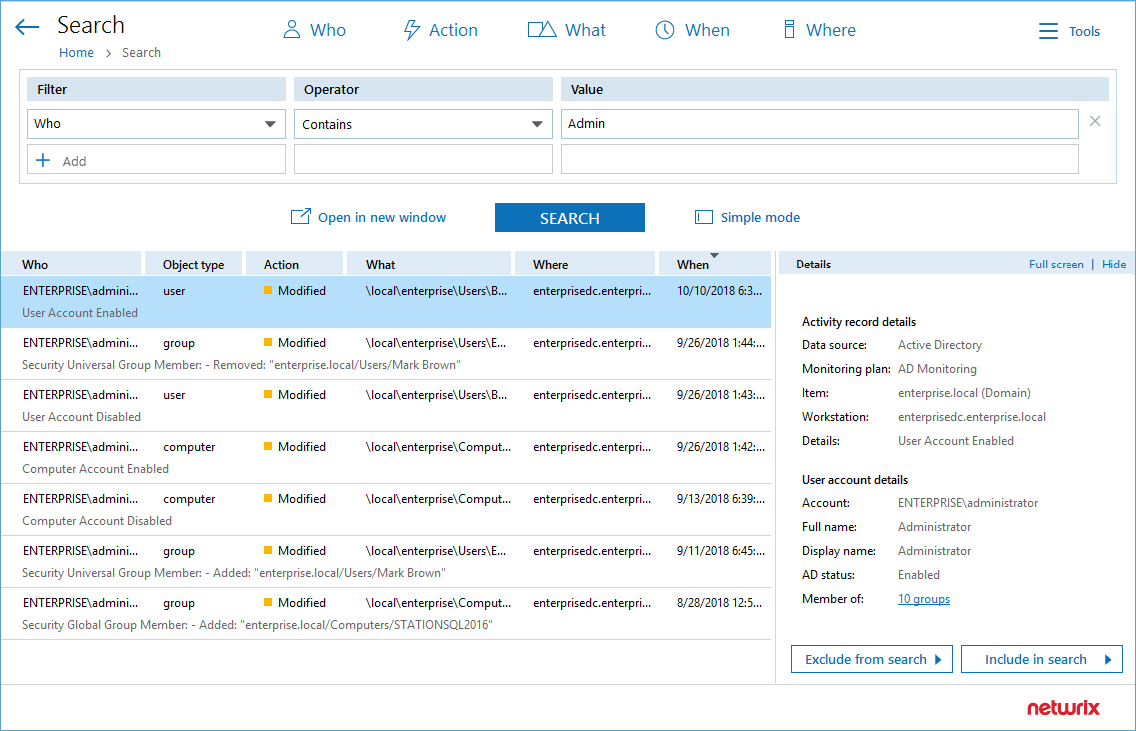 Search
Who Action What When Where Tools
Home > Search
Filter Operator Value
Who Contains Admin
Add
Open in new window SEARCH Simple mode
Who Object type Action What Where When
ENTERPRISE\admini... user Modified \local\enterprise\Users\B... enterprisedc.enterpri... 10/10/2018 6:3...
User Account Enabled
ENTERPRISE\admini... group Modified \local\enterprise\Users\E... enterprisedc.enterpri... 9/26/2018 1:44:...
Security Universal Group Member: - Removed: "enterprise.local/Users/Mark Brown"
ENTERPRISE\admini... user Modified \local\enterprise\Users\B... enterprisedc.enterpri... 9/26/2018 1:43:...
User Account Disabled
ENTERPRISE\admini... computer Modified \local\enterprise\Comput... enterprisedc.enterpri... 9/26/2018 1:42:...
Computer Account Enabled
ENTERPRISE\admini... computer Modified \local\enterprise\Comput... enterprisedc.enterpri... 9/13/2018 6:39:...
Computer Account Disabled
ENTERPRISE\admini... group Modified \local\enterprise\Users\E... enterprisedc.enterpri... 9/11/2018 6:45:...
Security Universal Group Member: - Added: "enterprise.local/Users/Mark Brown"
ENTERPRISE\admini... group Modified \local\enterprise\Comput... enterprisedc.enterpri... 8/28/2018 12:5...
Security Global Group Member: - Added: "enterprise.local/Computers/STATIONSQL2016"
Details Full screen | Hide
Activity record details
Data source: Active Directory
Monitoring plan: AD Monitoring
Item: enterprise.local (Domain)
Workstation: enterprisedc.enterprise.local
Details: User Account Enabled
User account details
Account: ENTERPRISE\administrator
Full name: Administrator
Display name: Administrator
AD status: Enabled
Member of: 10 groups
Exclude from search Include in search
netwrix